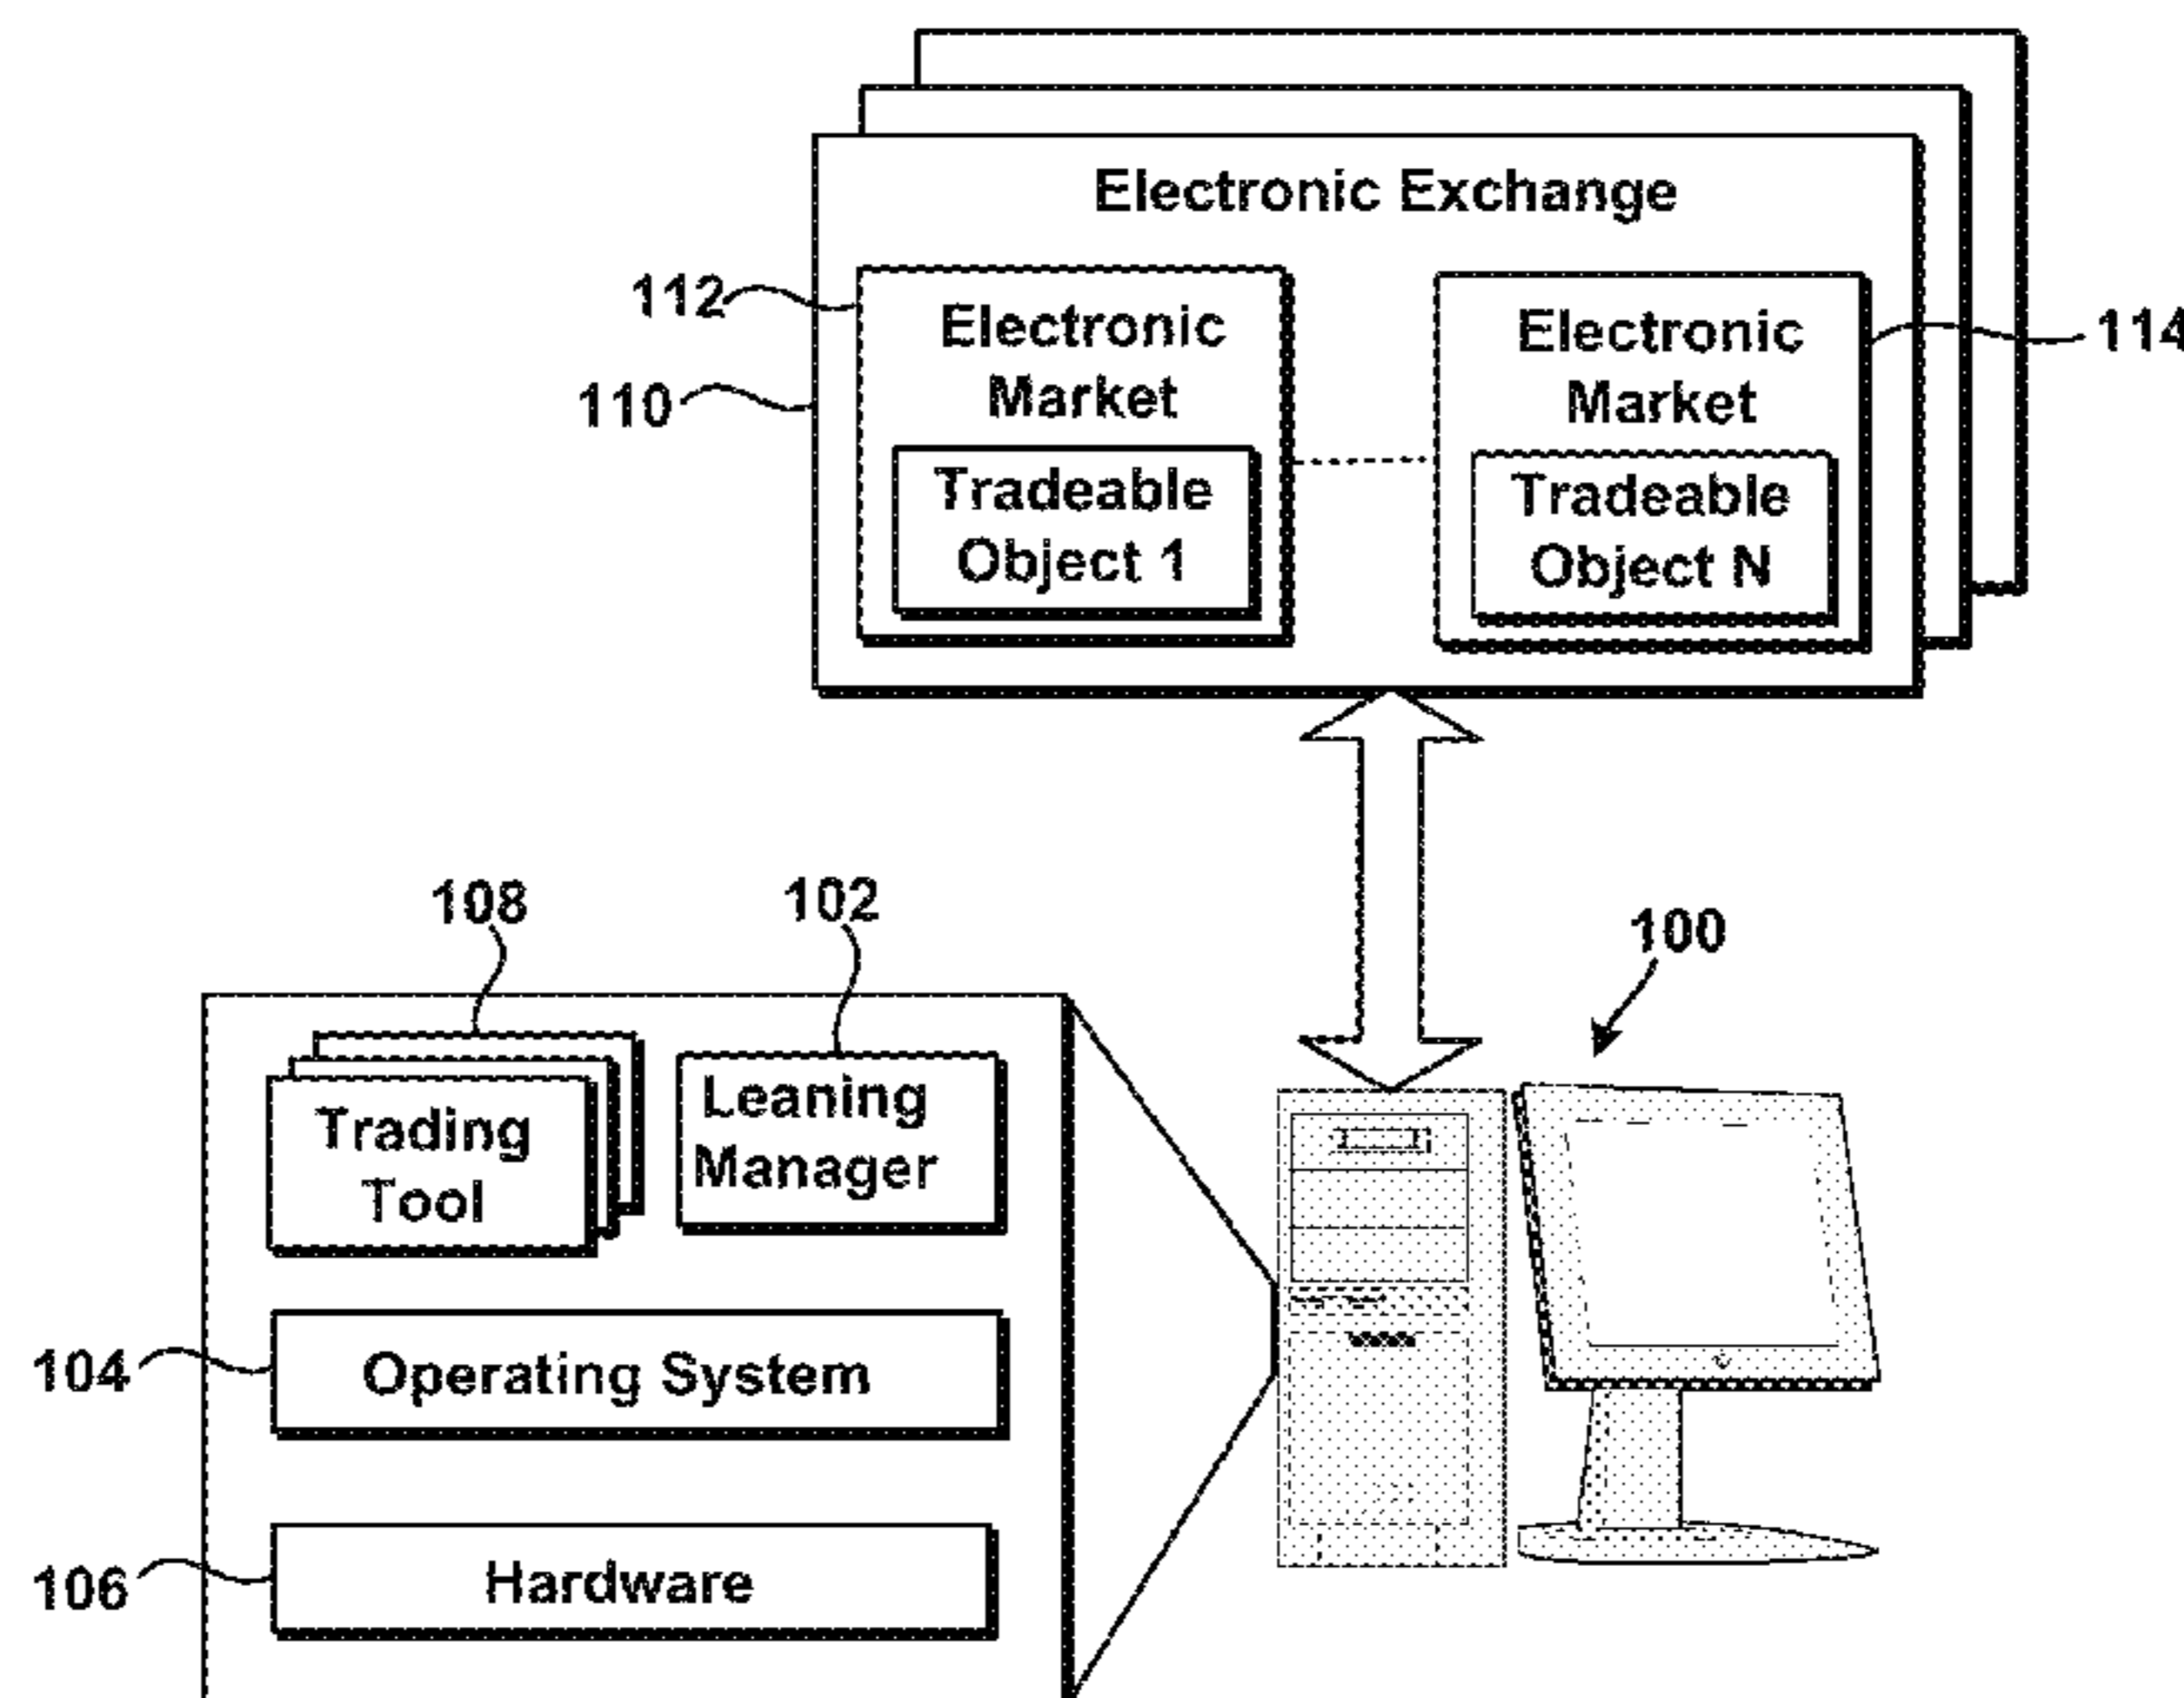 Electronic Exchange
112
Electronic
Market
Electronic
Market
114
110
Tradeable
Object 1
Tradeable
Object N
108
102
100
Trading
Tool
Leaning
Manager
104
Operating System
106
Hardware